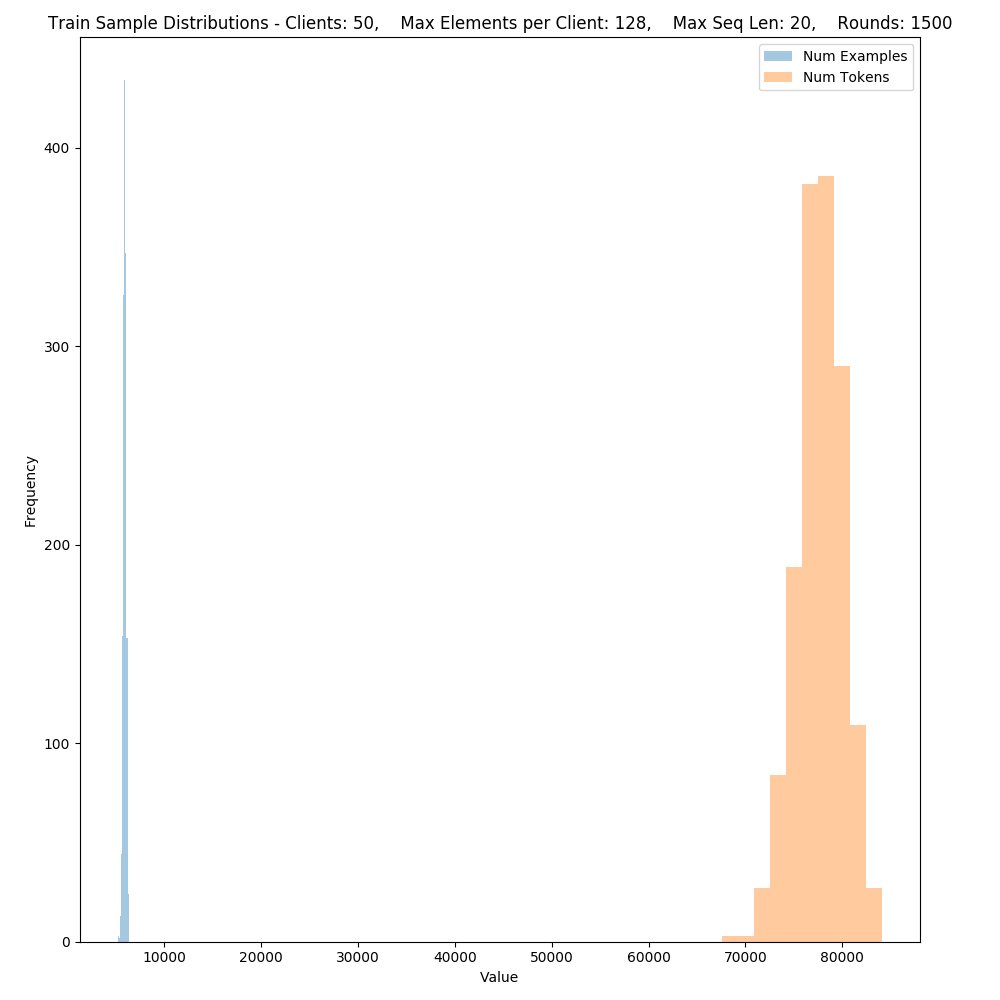 Train Sample Distributions - Clients: 50,    Max Elements per Client: 128,    Max Seq Len: 20,    Rounds: 1500
Num Examples
Num Tokens
400
300
200
100
0
Frequency
10000 20000 30000 40000 50000 60000 70000 80000
Value